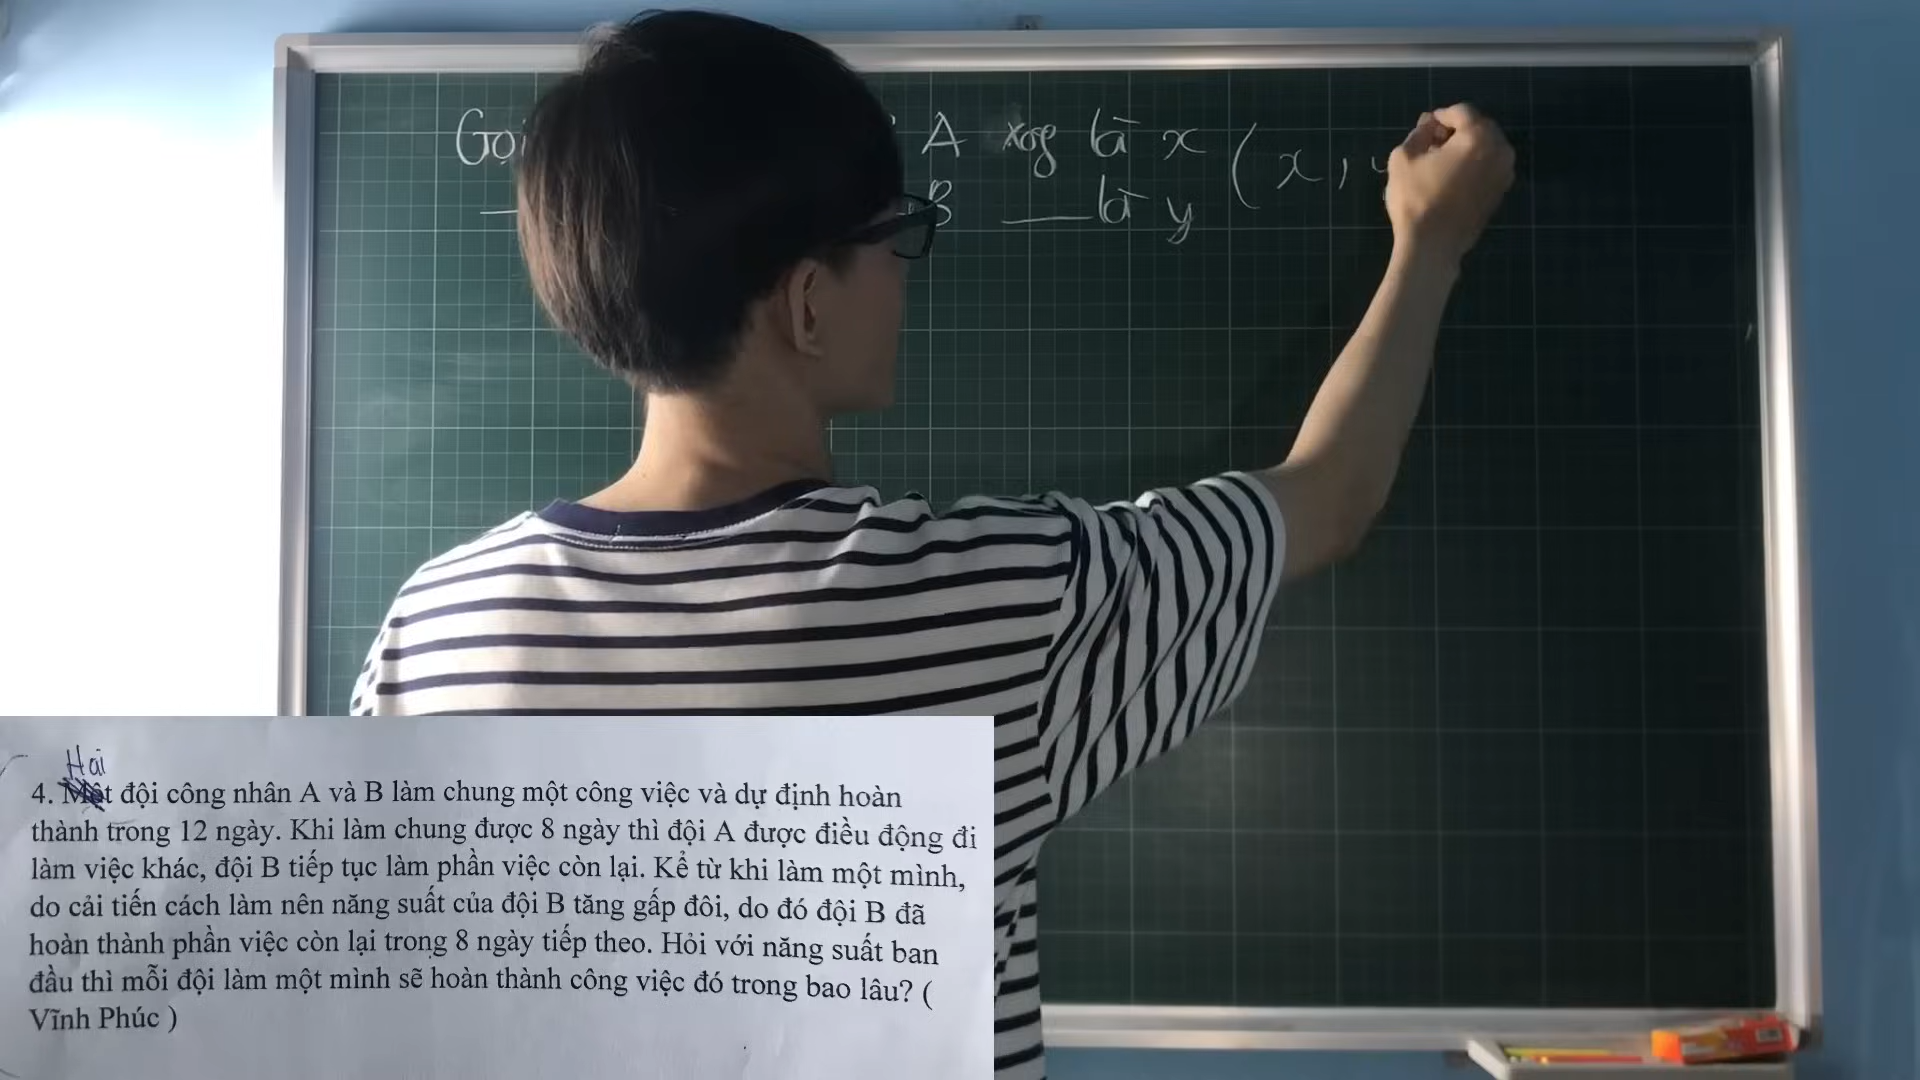 Gọi A xog là x ( x,
B __ là y
Hai
4. Một đội công nhân A và B làm chung một công việc và dự định hoàn
thành trong 12 ngày. Khi làm chung được 8 ngày thì đội A được điều động đi
làm việc khác, đội B tiếp tục làm phần việc còn lại. Kể từ khi làm một mình,
do cải tiến cách làm nên năng suất của đội B tăng gấp đôi, do đó đội B đã
hoàn thành phần việc còn lại trong 8 ngày tiếp theo. Hỏi với năng suất ban
đầu thì mỗi đội làm một mình sẽ hoàn thành công việc đó trong bao lâu? (
Vĩnh Phúc )